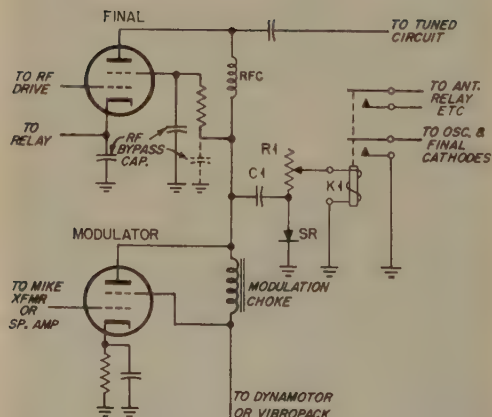 FINAL
TO TUNED
CIRCUIT
RFC
TO RF
DRIVE
TO ANT.
RELAY
ETC
TO
RELAY
RF
BYPASS
CAP.
R1
TO OSC. &
FINAL
CATHODES
C1
K1
MODULATOR
SR
MODULATION
CHOKE
TO MIKE
XFMR
OR
SP. AMP
TO DYNAMOTOR
OR VIBROPACK